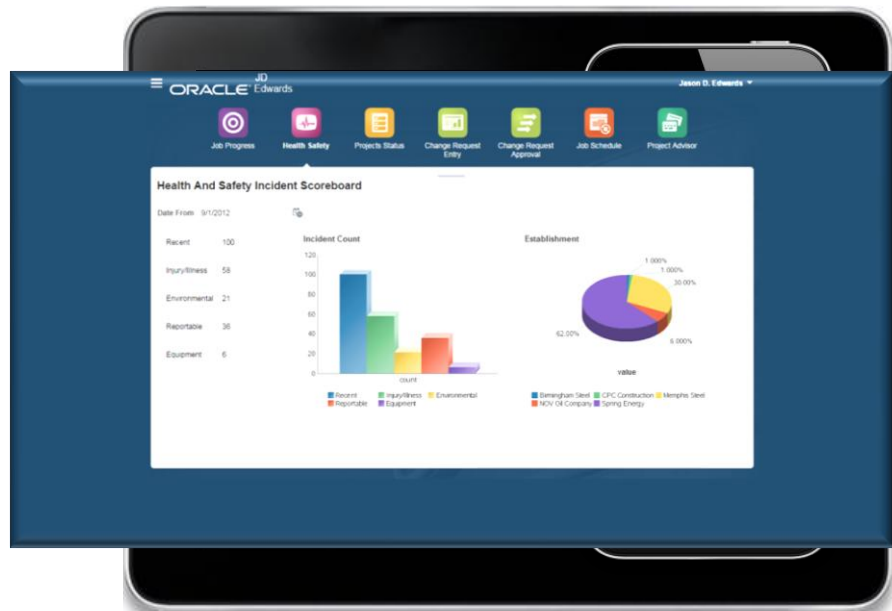 ORACLE JD Edwards
Jason D. Edwards
Job Progress
Health Safety
Projects Status
Change Request Entry
Change Request Approval
Job Schedule
Project Advisor
Health And Safety Incident Scoreboard
Date From 9/1/2012
Recent 100
Injury/Illness 58
Environmental 21
Reportable 36
Equipment 6
Incident Count
120
100
80
60
40
20
0
count
Recent Injury/Illness Environmental
Reportable Equipment
Establishment
1.000%
1.000%
30.00%
62.00%
6.000%
value
Birmingham Steel CPC Construction Memphis Steel
NOV Oil Company Spring Energy